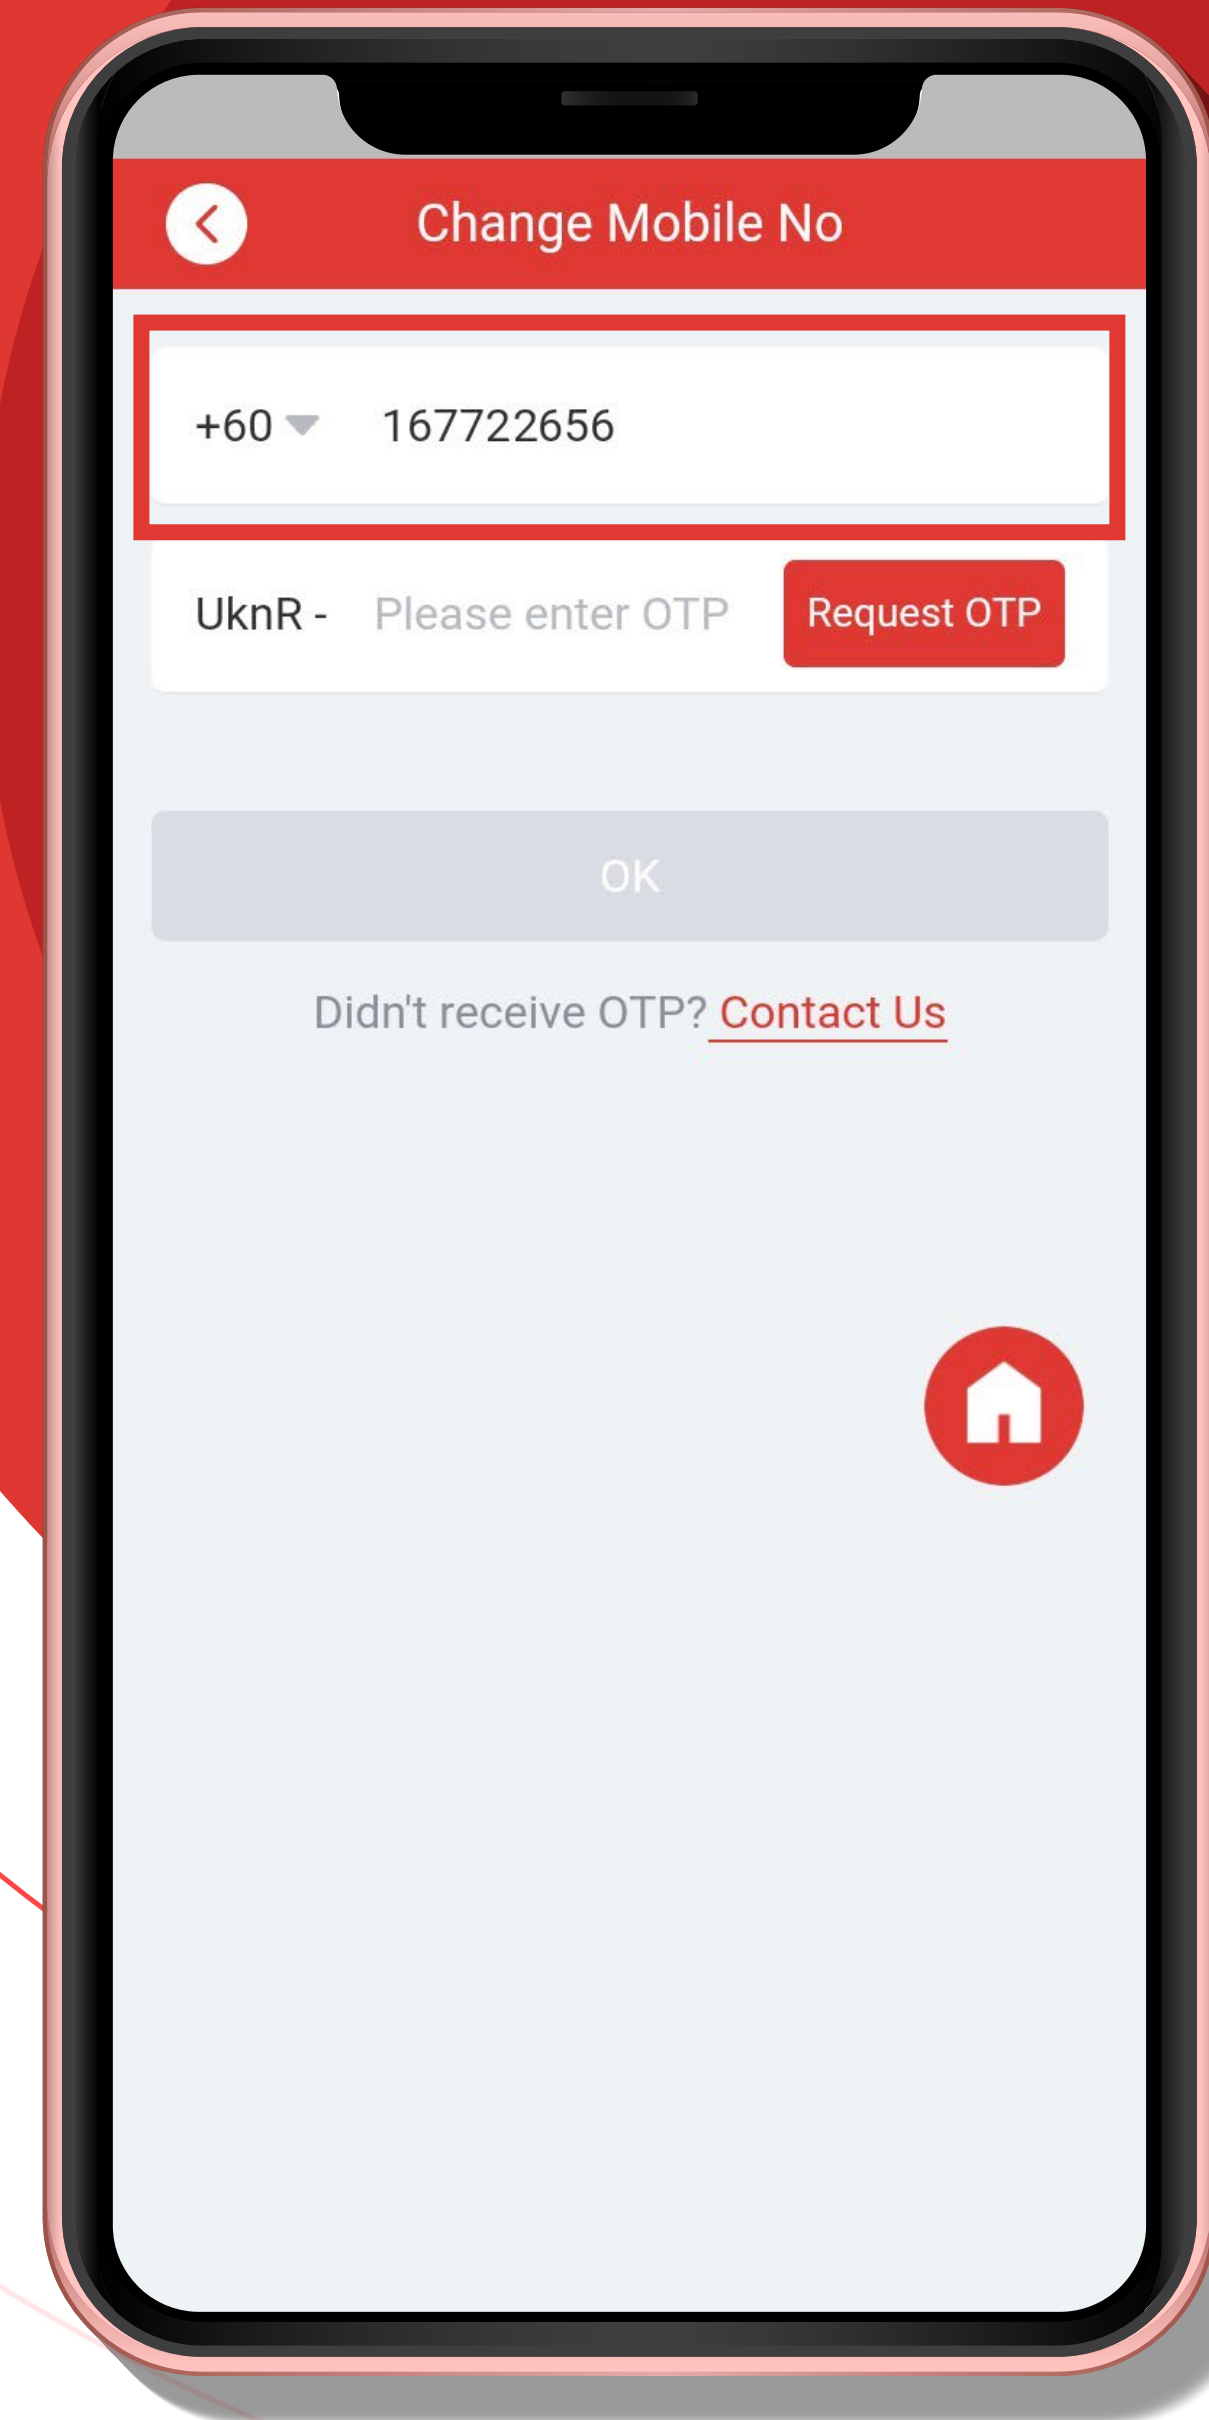 Change Mobile No
+60 167722656
UknR - Please enter OTP Request OTP
OK
Didn't receive OTP? Contact Us